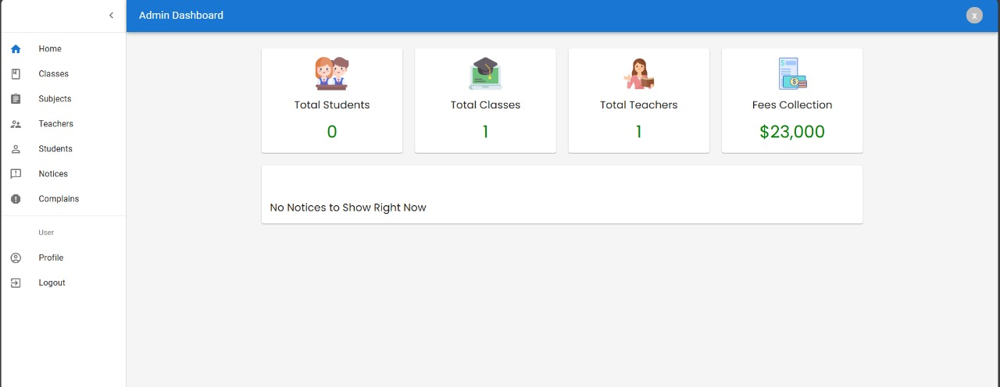 Admin Dashboard
x
Home
Classes
Subjects
Teachers
Students
Notices
Complains
User
Profile
Logout
Total Students
0
Total Classes
1
Total Teachers
1
Fees Collection
$23,000
No Notices to Show Right Now